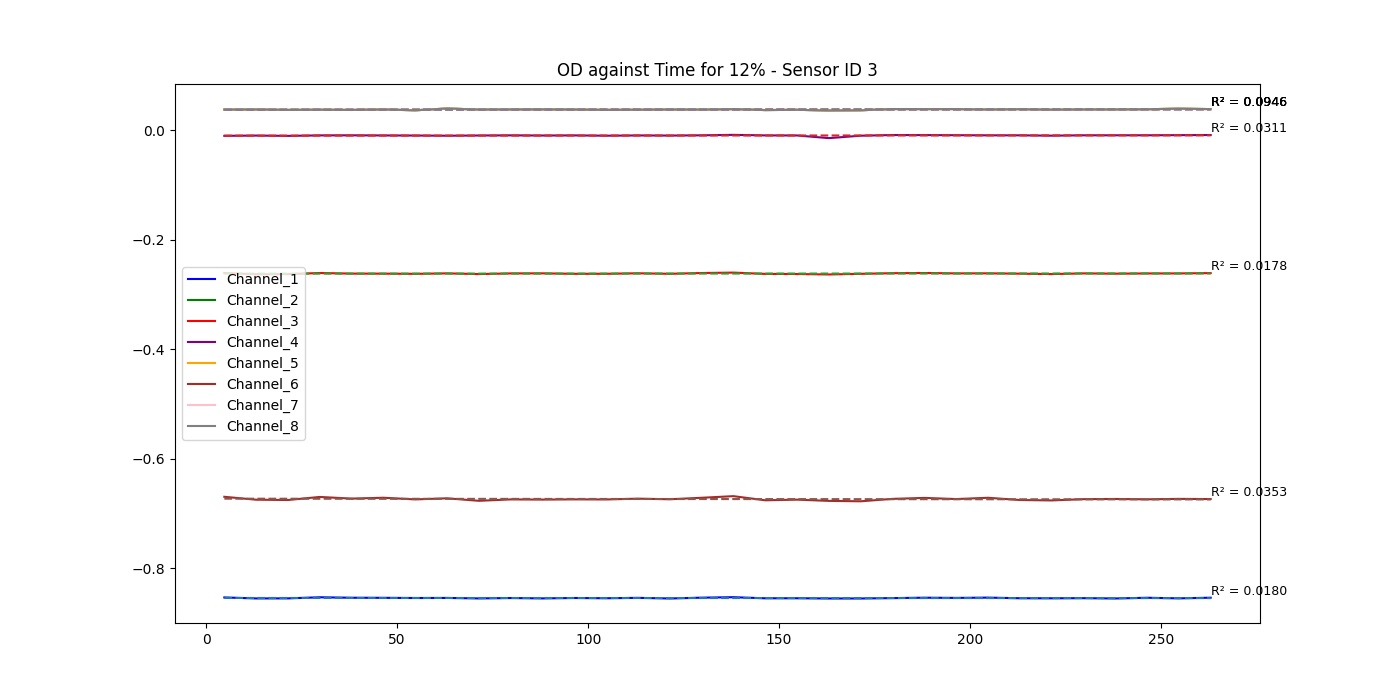 OD against Time for 12% - Sensor ID 3
R² = 0.0946
0.0
R² = 0.0311
−0.2
R² = 0.0178
Channel_1
Channel_2
Channel_3
−0.4
Channel_4
Channel_5
Channel_6
Channel_7
Channel_8
−0.6
R² = 0.0353
−0.8
R² = 0.0180
0 50 100 150 200 250